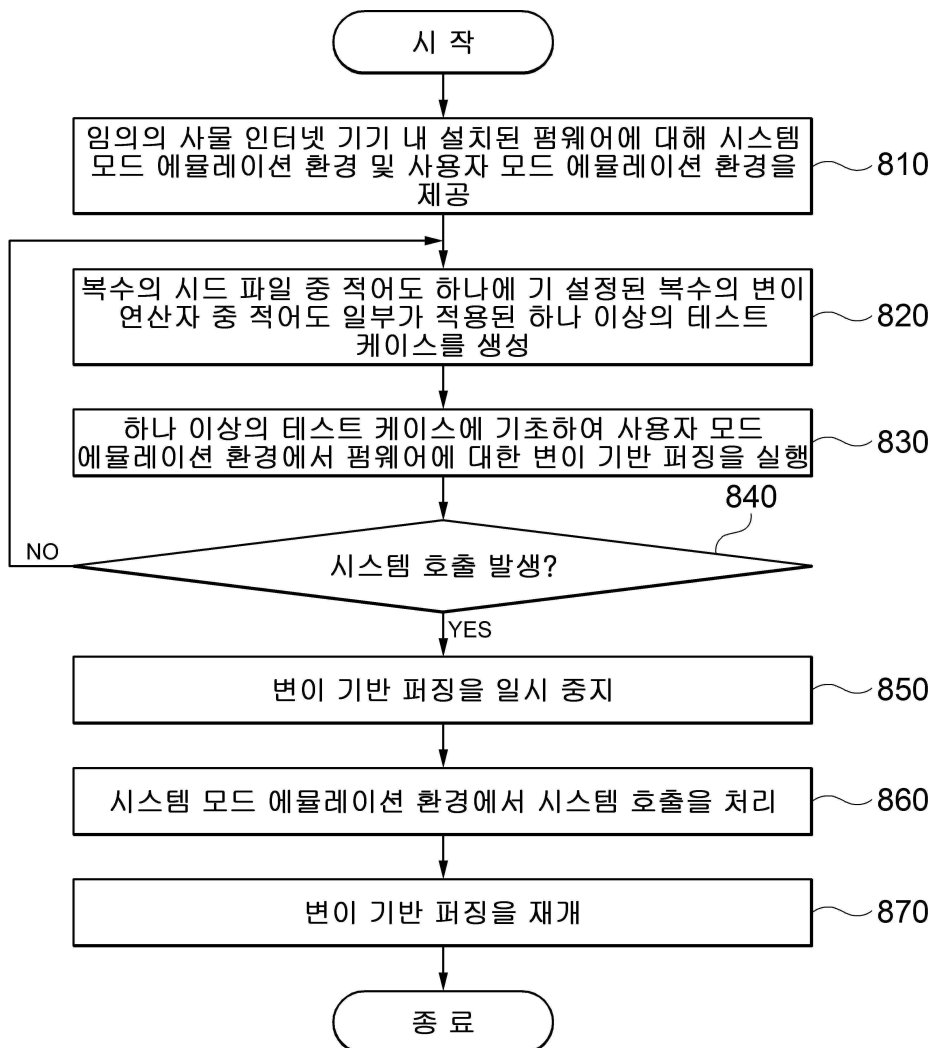 시 작
임의의 사물 인터넷 기기 내 설치된 펌웨어에 대해 시스템
모드 에뮬레이션 환경 및 사용자 모드 에뮬레이션 환경을
제공
810
복수의 시드 파일 중 적어도 하나에 기 설정된 복수의 변이
연산자 중 적어도 일부가 적용된 하나 이상의 테스트
케이스를 생성
820
하나 이상의 테스트 케이스에 기초하여 사용자 모드
에뮬레이션 환경에서 펌웨어에 대한 변이 기반 퍼징을 실행
830
840
NO
시스템 호출 발생?
YES
변이 기반 퍼징을 일시 중지
850
시스템 모드 에뮬레이션 환경에서 시스템 호출을 처리
860
변이 기반 퍼징을 재개
870
종 료